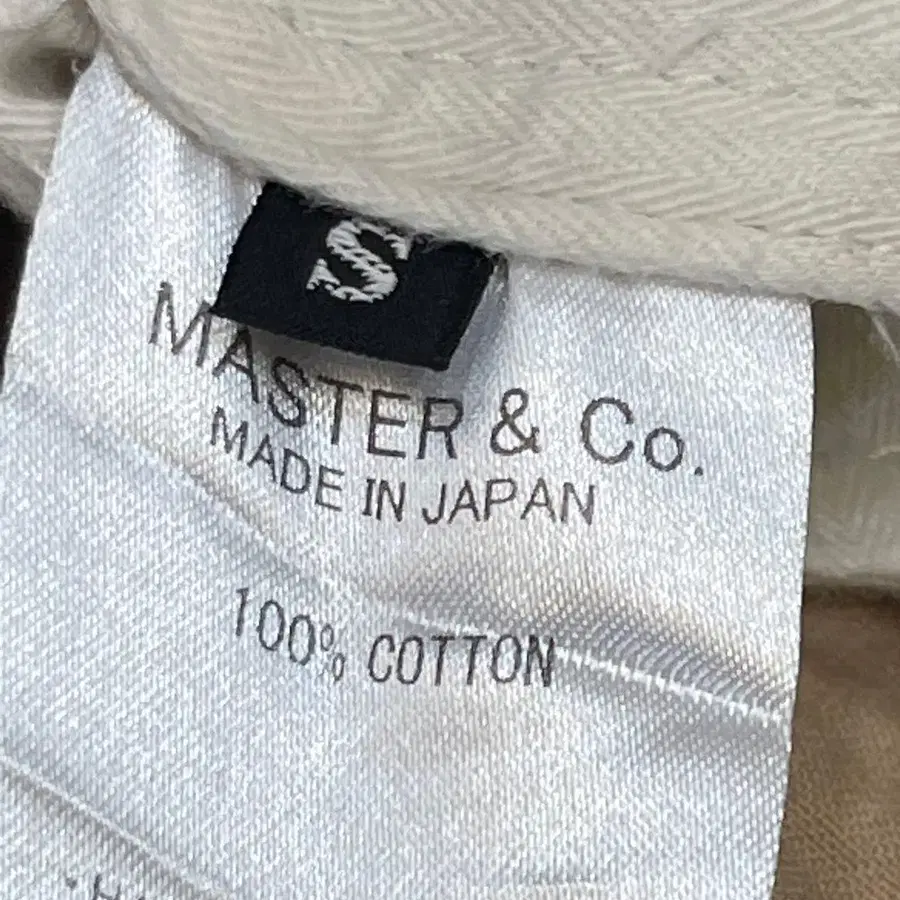 S
MASTER & Co.
MADE IN JAPAN
100% COTTON